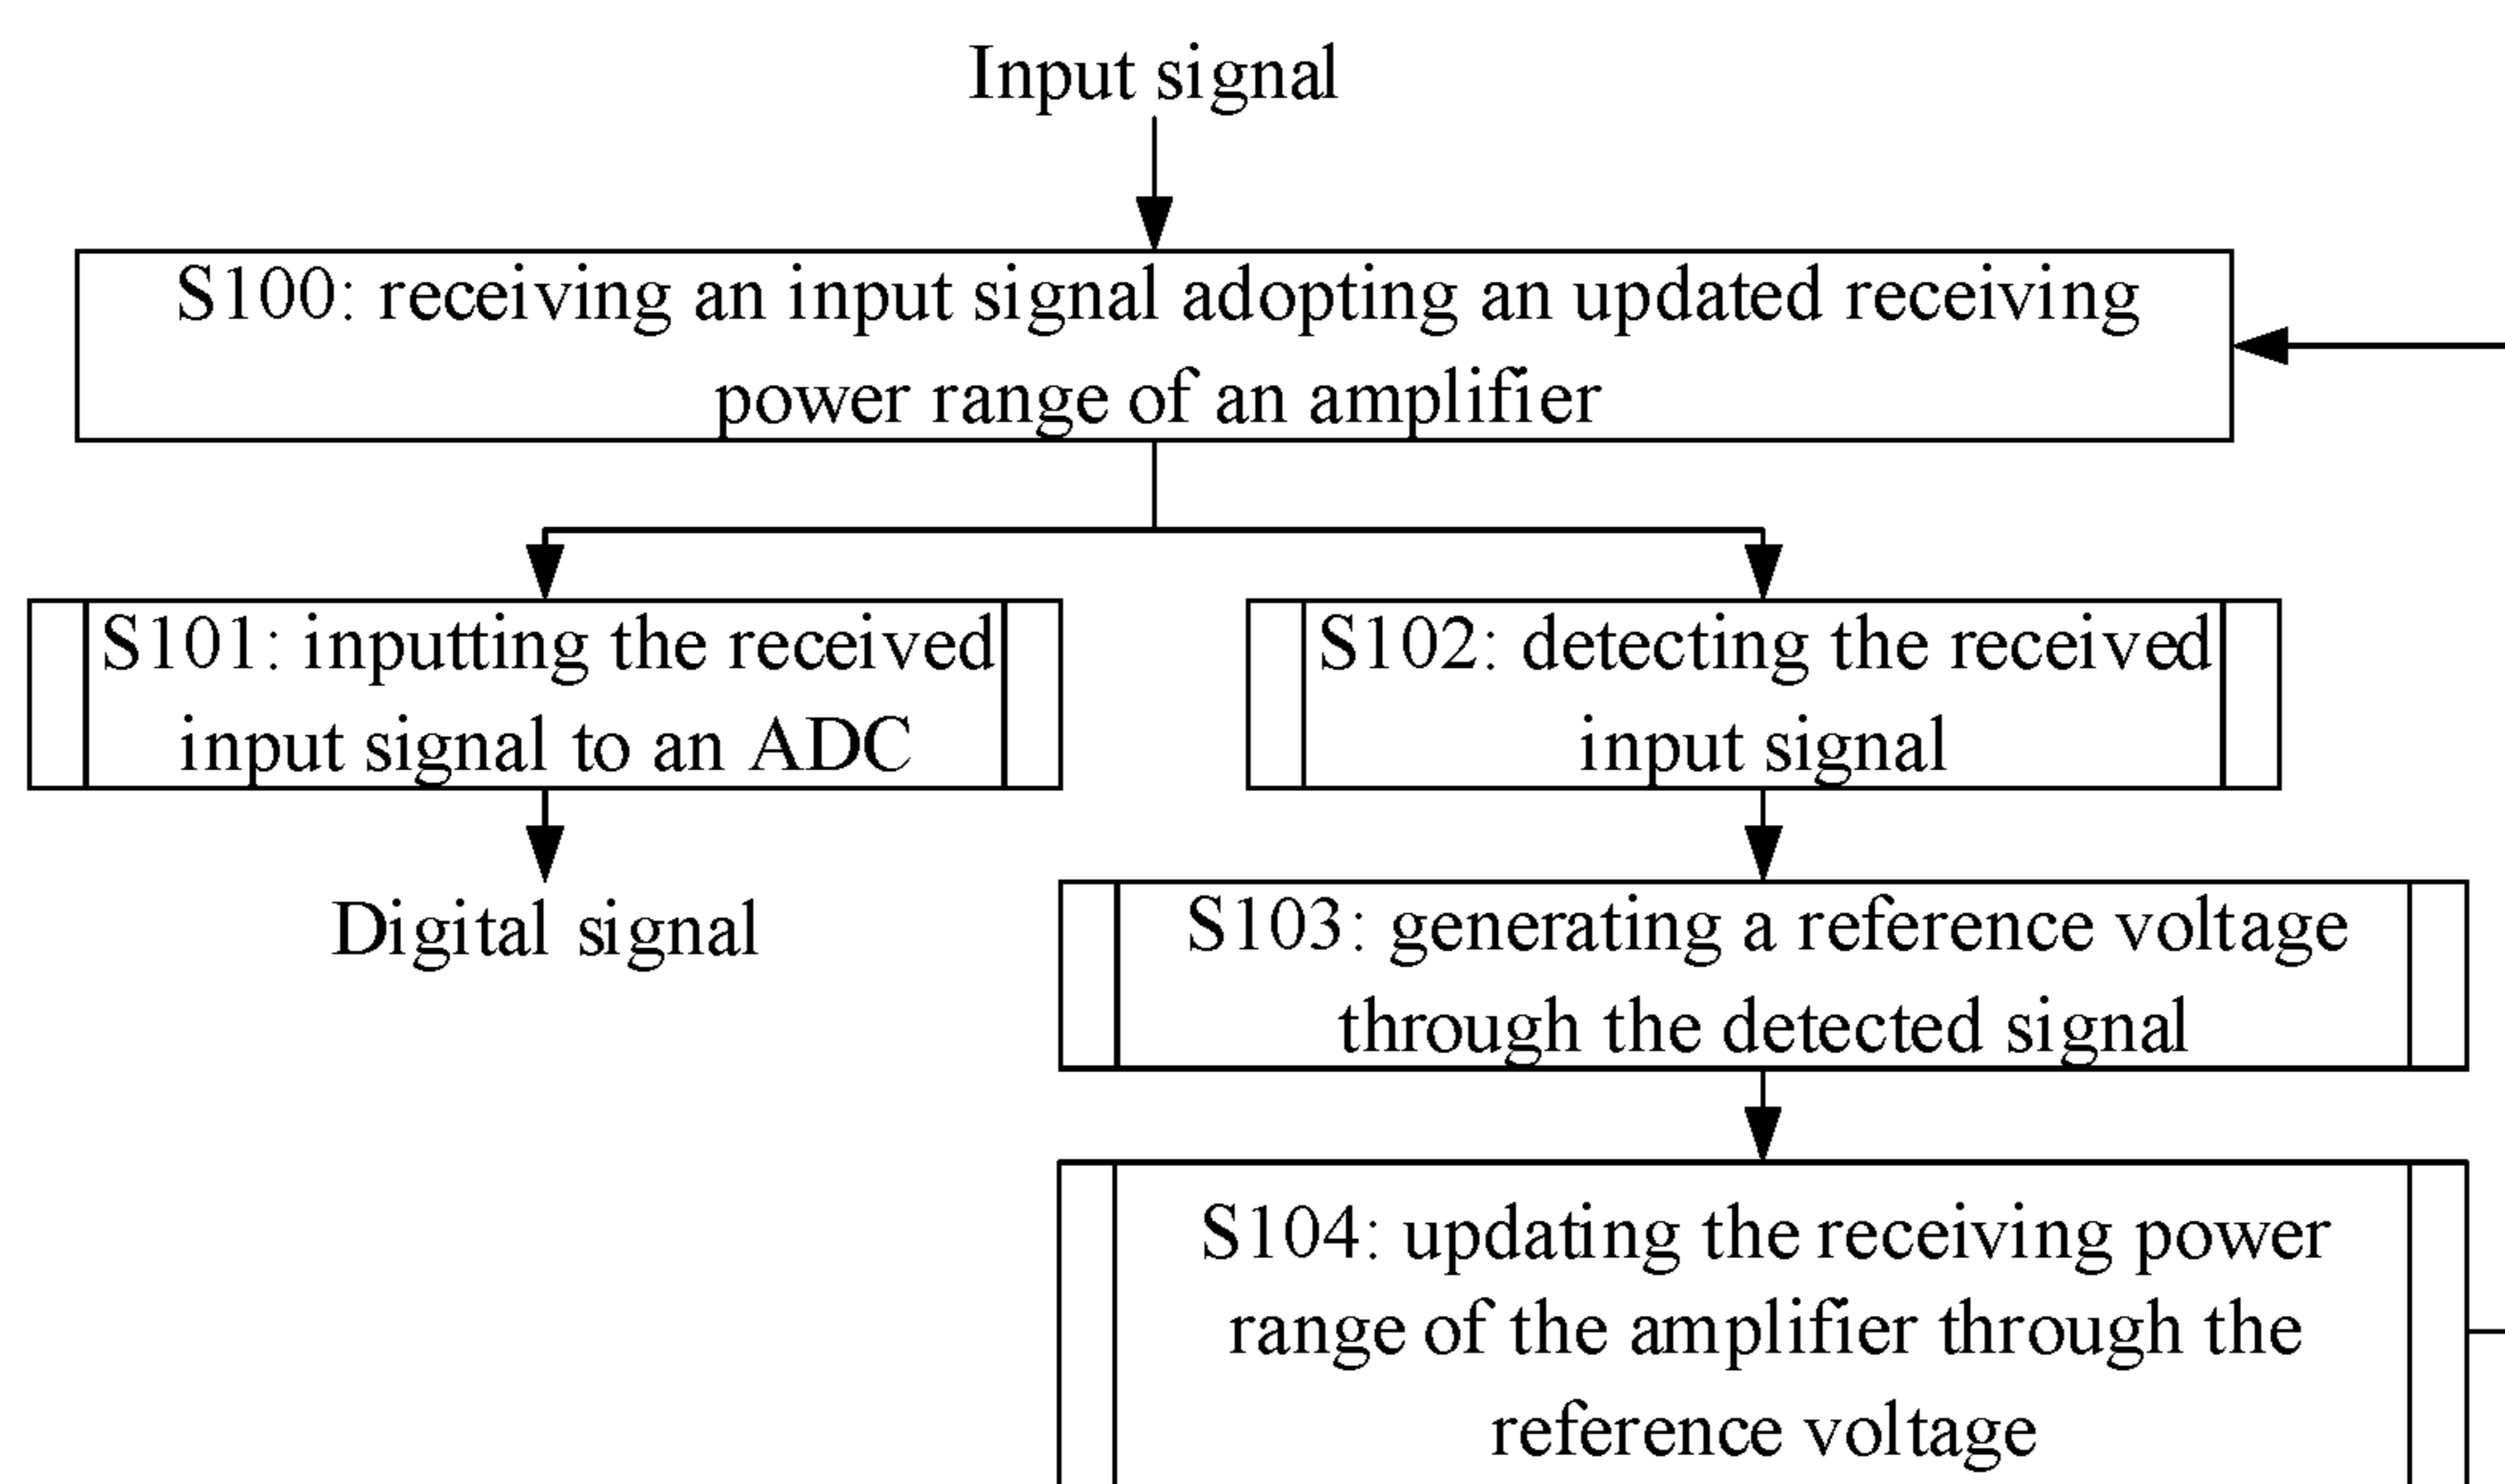 Input signal
S100: receiving an input signal adopting an updated receiving
power range of an amplifier
S101: inputting the received
input signal to an ADC
S102: detecting the received
input signal
Digital signal
S103: generating a reference voltage
through the detected signal
S104: updating the receiving power
range of the amplifier through the
reference voltage